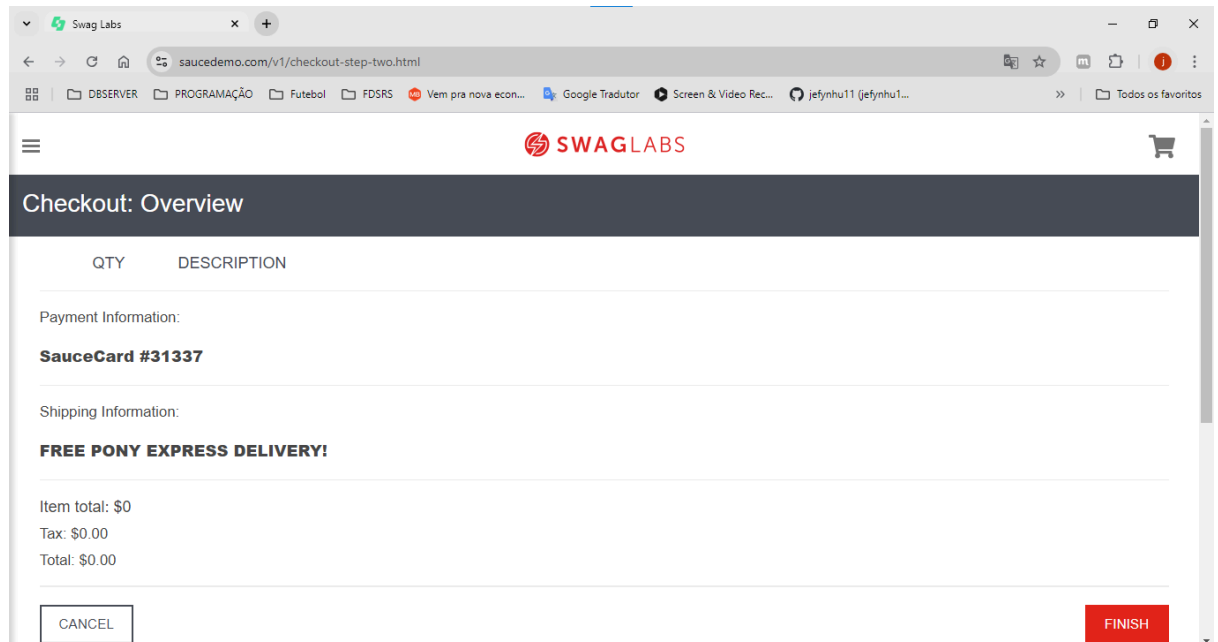 Swag Labs
saucedemo.com/v1/checkout-step-two.html
DBSERVER PROGRAMAÇÃO Futebol FDSRS Vem pra nova econ... Google Tradutor Screen & Video Rec... jefynhu11 (jefynhu1... Todos os favoritos
SWAGLABS
Checkout: Overview
QTY DESCRIPTION
Payment Information:
SauceCard #31337
Shipping Information:
FREE PONY EXPRESS DELIVERY!
Item total: $0
Tax: $0.00
Total: $0.00
CANCEL FINISH